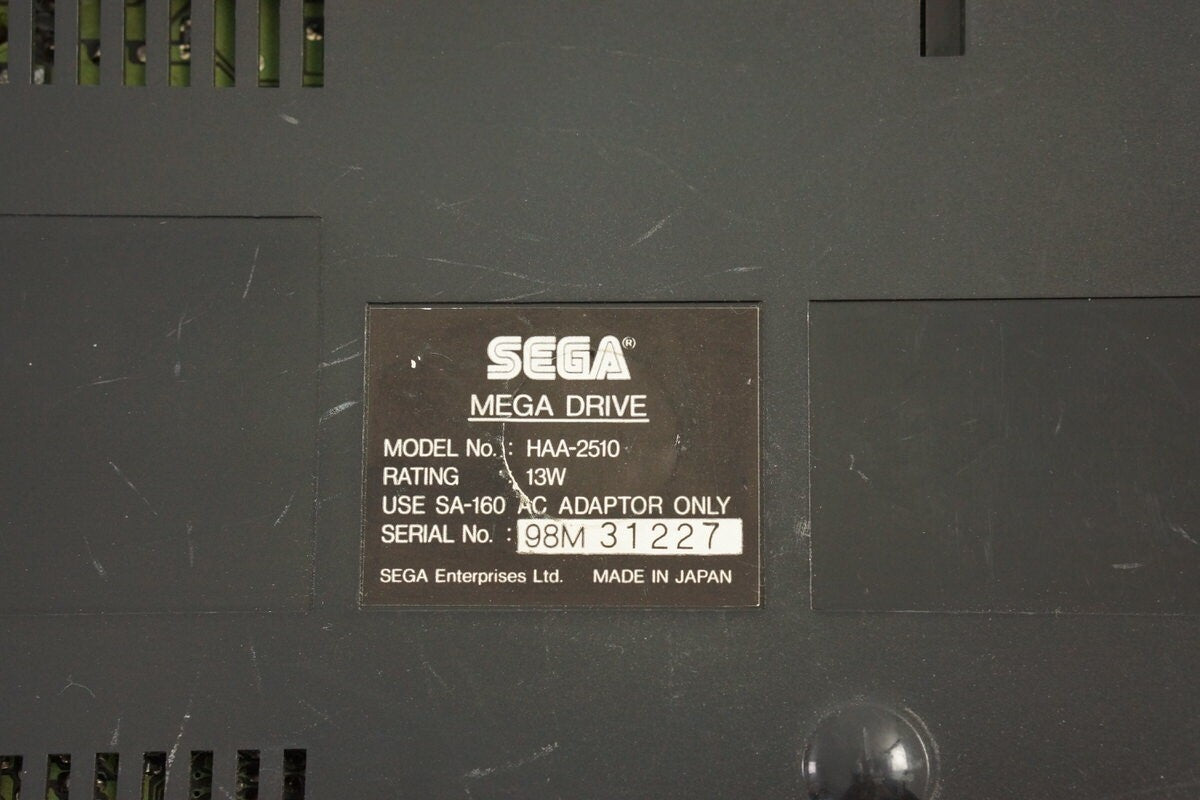 SEGA®
MEGA DRIVE
MODEL No. : HAA-2510
RATING : 13W
USE SA-160 AC ADAPTOR ONLY
SERIAL No. : 98M 31227
SEGA Enterprises Ltd. MADE IN JAPAN